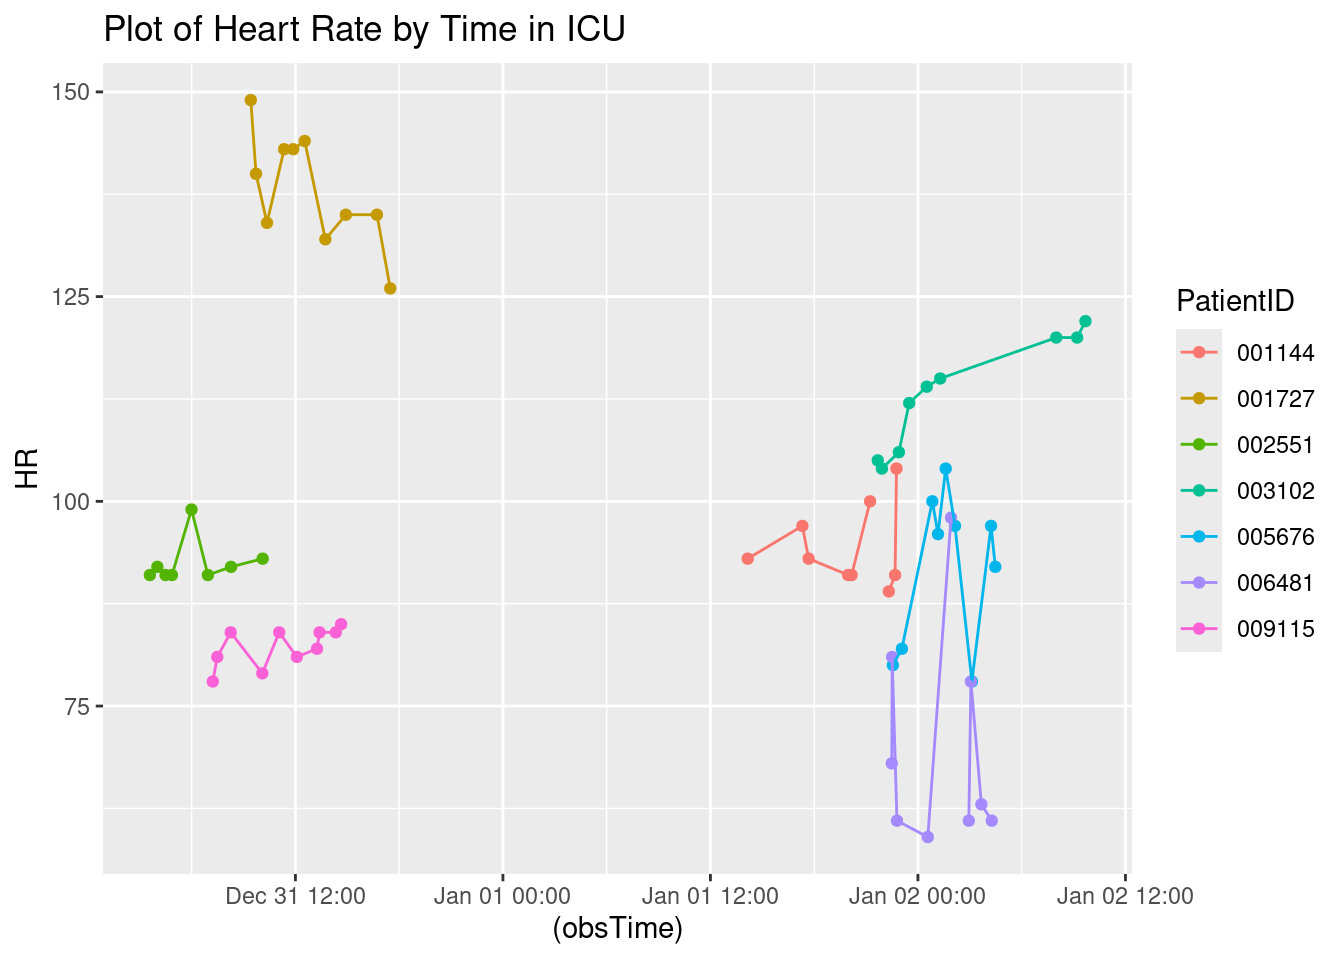 Plot of Heart Rate by Time in ICU
150
125
100
75
HR
Dec 31 12:00
Jan 01 00:00
Jan 01 12:00
Jan 02 00:00
Jan 02 12:00
(obsTime)
PatientID
001144
001727
002551
003102
005676
006481
009115